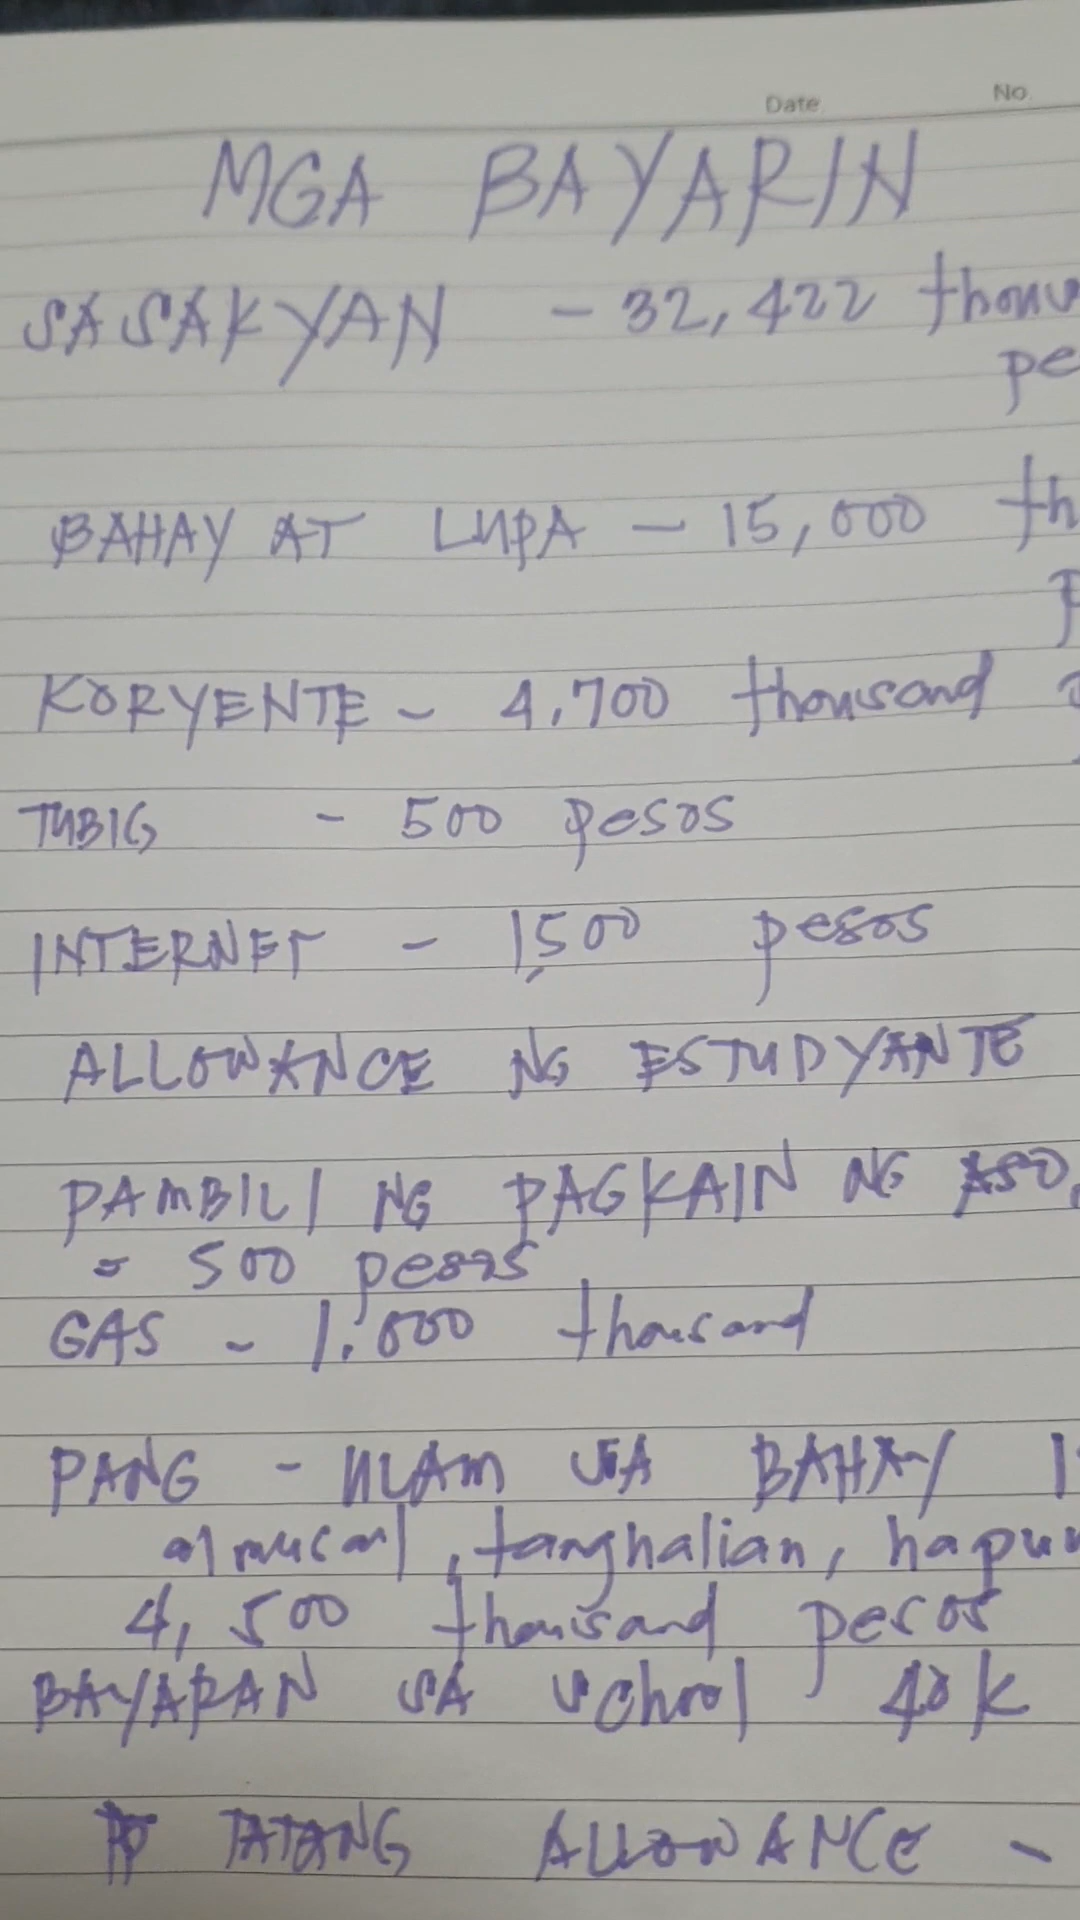 Date No.
MGA BAYARIN
SASAKYAN - 32,422
BAHAY AT LUPA - 15,000
KORYENTE - 4,700 thousand
TUBIG - 500 pesos
INTERNET - 1,500 pesos
ALLOWANCE NG ESTUDYANTE
PAMBILI NG PAGKAIN NG ASO
= 500 pesos
GAS - 1,000 thousand
PANG - ULAM SA BAHAY
almusal, tanghalian,
4,500 thousand pesos
BAYARAN SA school 40k
TATANG ALLOWANCE -